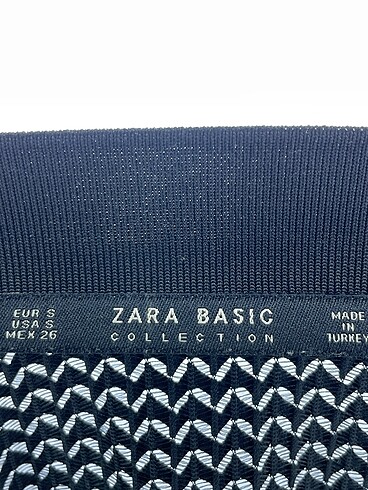 EUR S
USA S
MEX 26
ZARA BASIC
COLLECTION
MADE
IN
TURKEY